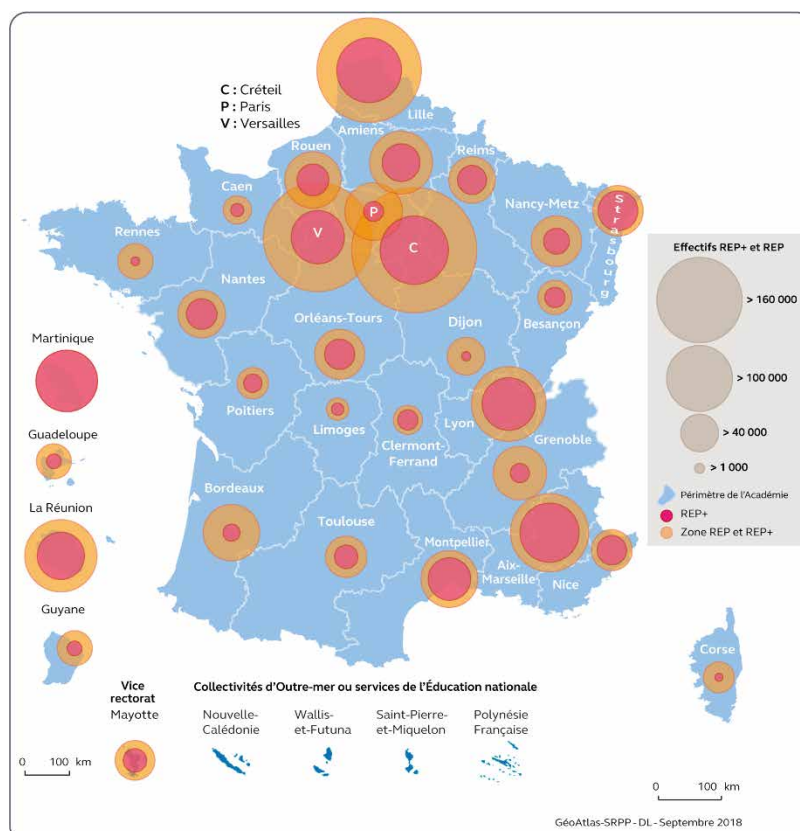 C : Créteil
P : Paris
V : Versailles
Lille
Amiens
Rouen
Reims
Caen
P
Nancy-Metz
Strasbourg
Rennes
V
C
Nantes
Besançon
Orléans-Tours
Dijon
Poitiers
Limoges
Clermont-
Ferrand
Lyon
Grenoble
Bordeaux
Toulouse
Montpellier
Aix-
Marseille
Nice
Corse
Martinique
Guadeloupe
La Réunion
Guyane
Effectifs REP+ et REP
> 160 000
> 100 000
> 40 000
> 1 000
Périmètre de l'Académie
REP+
Zone REP et REP+
Vice
rectorat
Mayotte
Collectivités d'Outre-mer ou services de l'Éducation nationale
Nouvelle-
Calédonie
Wallis-
et-Futuna
Saint-Pierre-
et-Miquelon
Polynésie
Française
0 100 km
0 100 km
GéoAtlas-SRPP - DL - Septembre 2018